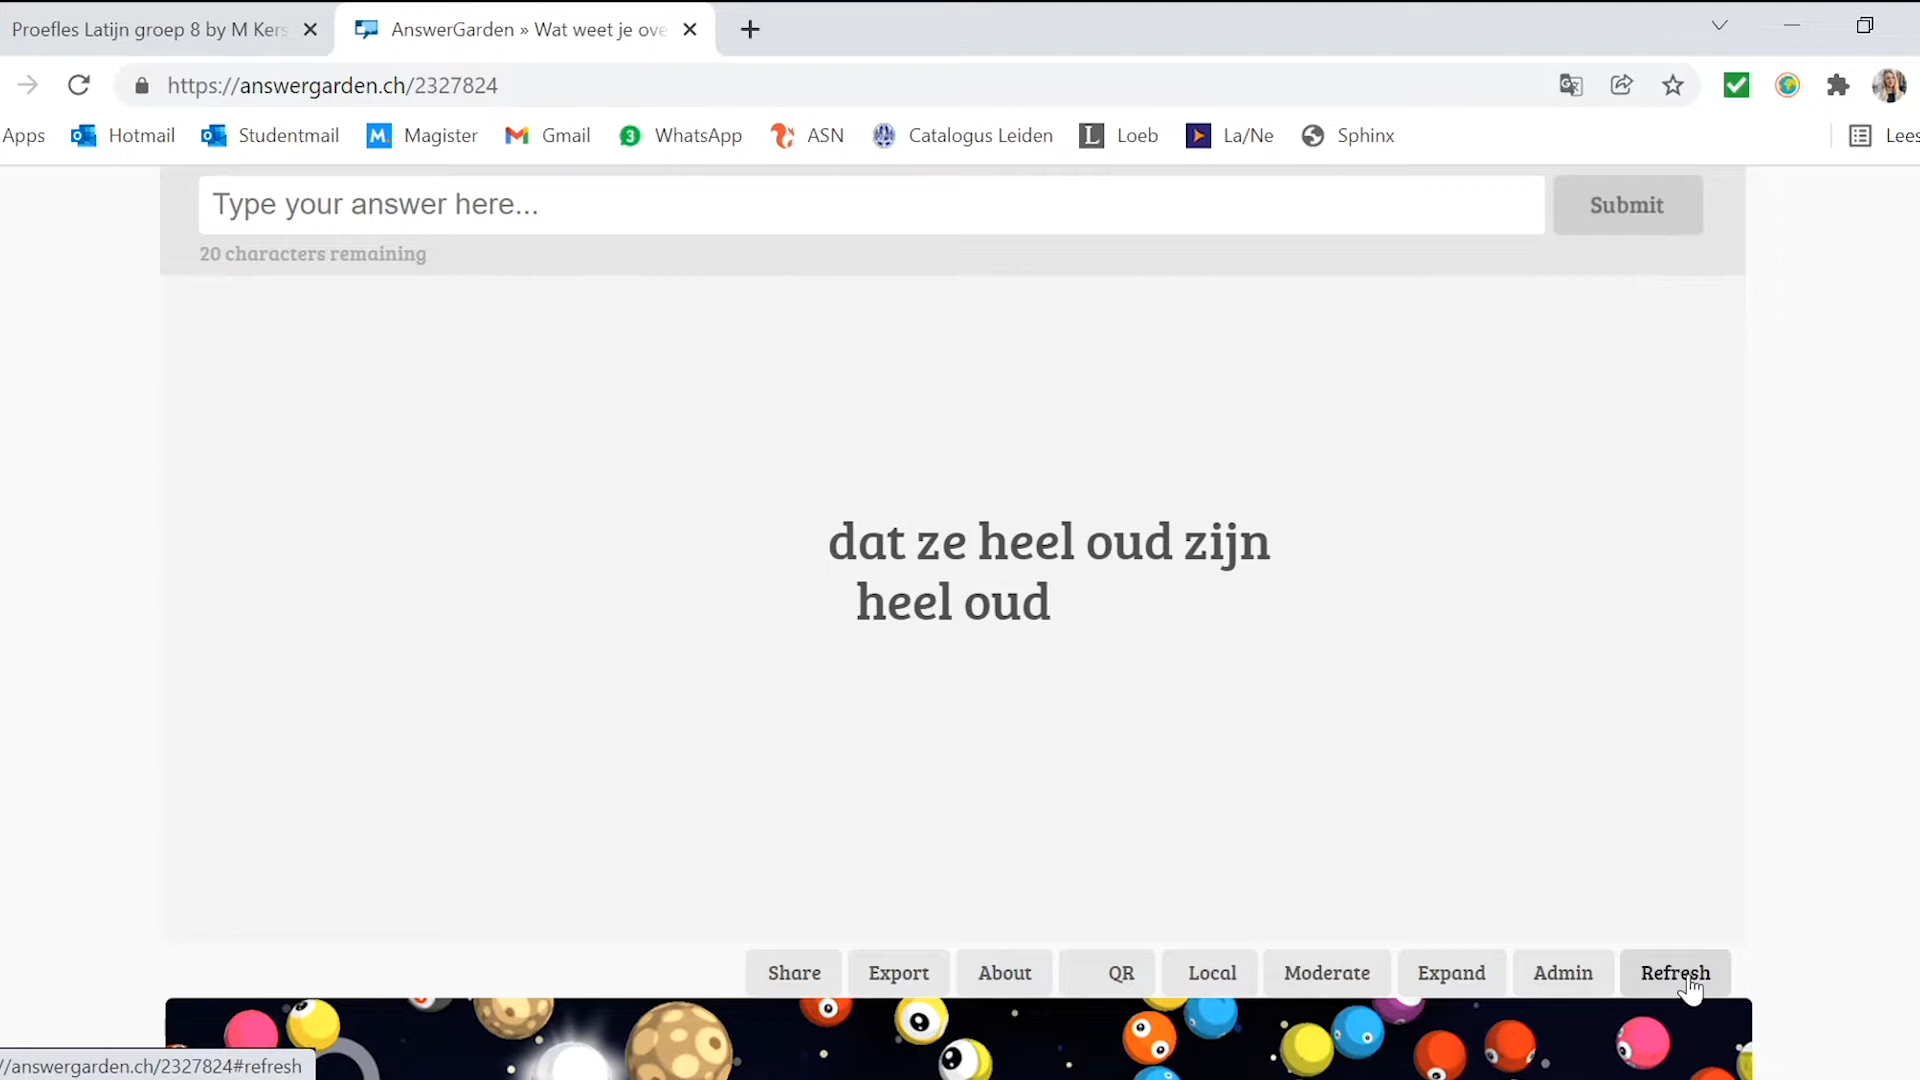 Proefles Latijn groep 8 by M Kers
AnswerGarden » Wat weet je ove
https://answergarden.ch/2327824
Apps
Hotmail
Studentmail
M.
Magister
Gmail
3
WhatsApp
ASN
Catalogus Leiden
L
Loeb
La/Ne
Sphinx
Lees
Type your answer here...
Submit
20 characters remaining
dat ze heel oud zijn
heel oud
Share
Export
About
QR
Local
Moderate
Expand
Admin
Refresh
//answergarden.ch/2327824#refresh